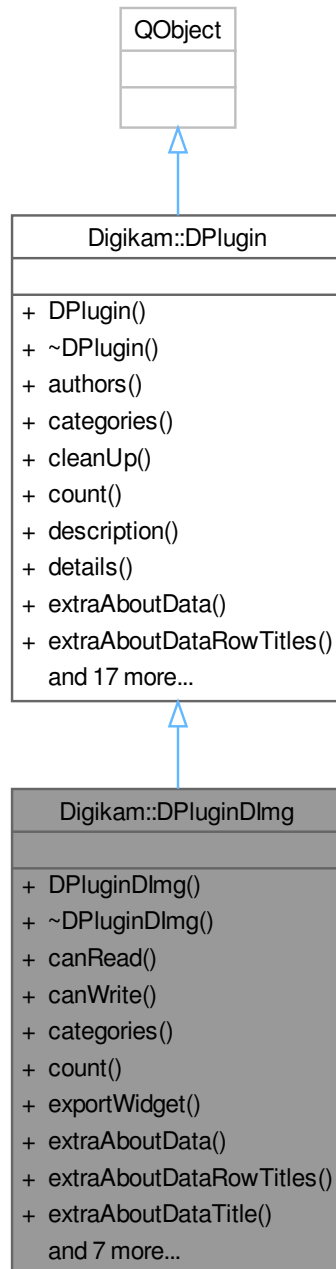 QObject
Digikam::DPlugin
+ DPlugin()
+ ~DPlugin()
+ authors()
+ categories()
+ cleanUp()
+ count()
+ description()
+ details()
+ extraAboutData()
+ extraAboutDataRowTitles()
and 17 more...
Digikam::DPluginDImg
+ DPluginDImg()
+ ~DPluginDImg()
+ canRead()
+ canWrite()
+ categories()
+ count()
+ exportWidget()
+ extraAboutData()
+ extraAboutDataRowTitles()
+ extraAboutDataTitle()
and 7 more...